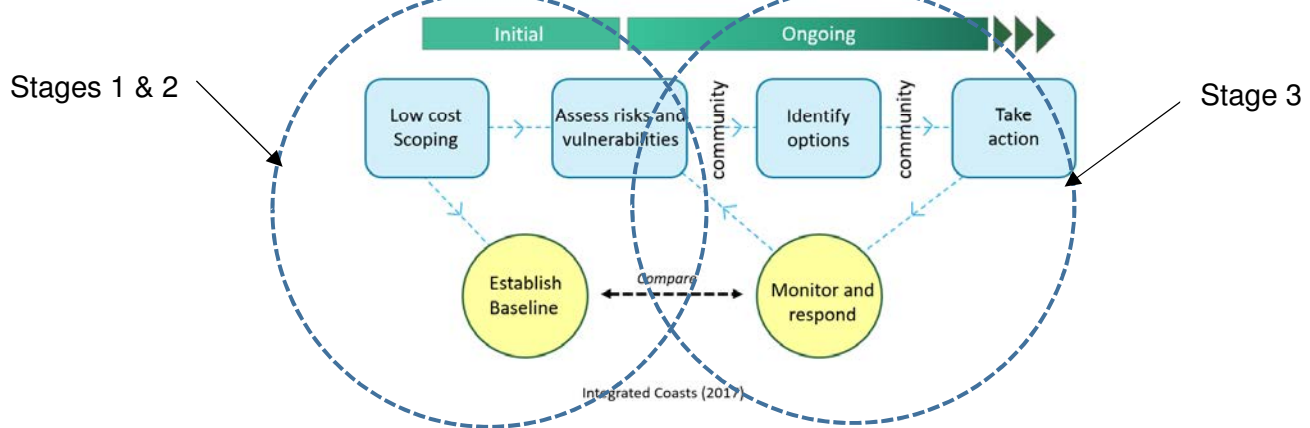 Initial
Ongoing
Stages 1 & 2
Stage 3
Low cost
Scoping
Assess risks and
vulnerabilities
community
Identify
options
community
Take
action
Establish
Baseline
Compare
Monitor and
respond
Integrated Coasts (2017)